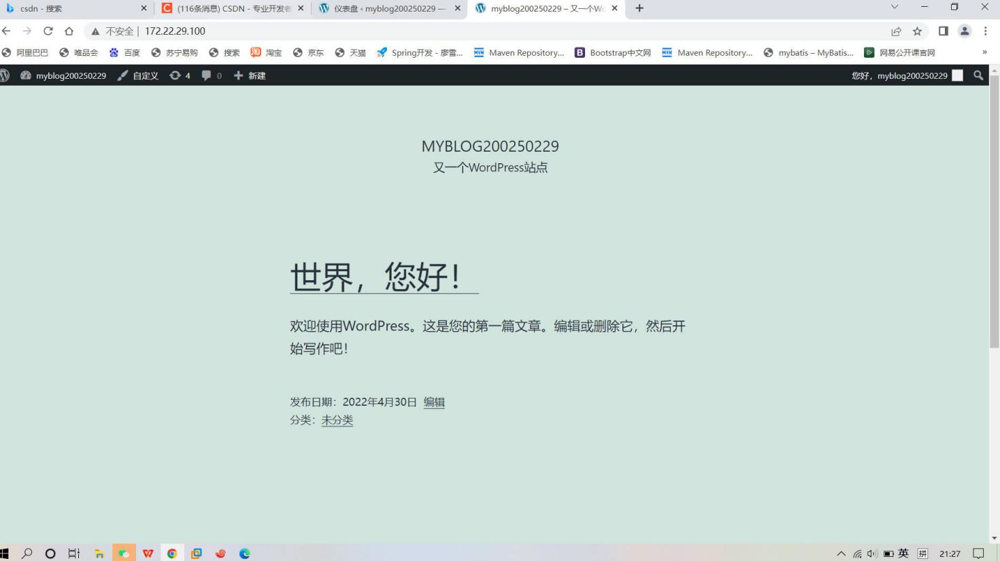 csdn - 搜索
(116条消息) CSDN - 专业开发者
仪表盘 ‹ myblog200250229 —
myblog200250229 – 又一个Wo
不安全 | 172.22.29.100
阿里巴巴
唯品会
百度
苏宁易购
搜索
淘宝
京东
天猫
Spring开发 - 廖雪...
Maven Repository...
Bootstrap中文网
Maven Repository...
mybatis – MyBatis...
网易公开课官网
»
myblog200250229
自定义
4
0
新建
您好，myblog200250229
MYBLOG200250229
又一个WordPress站点
世界，您好！
欢迎使用WordPress。这是您的第一篇文章。编辑或删除它，然后开
始写作吧！
发布日期：2022年4月30日 编辑
分类：未分类
英
拼
21:27